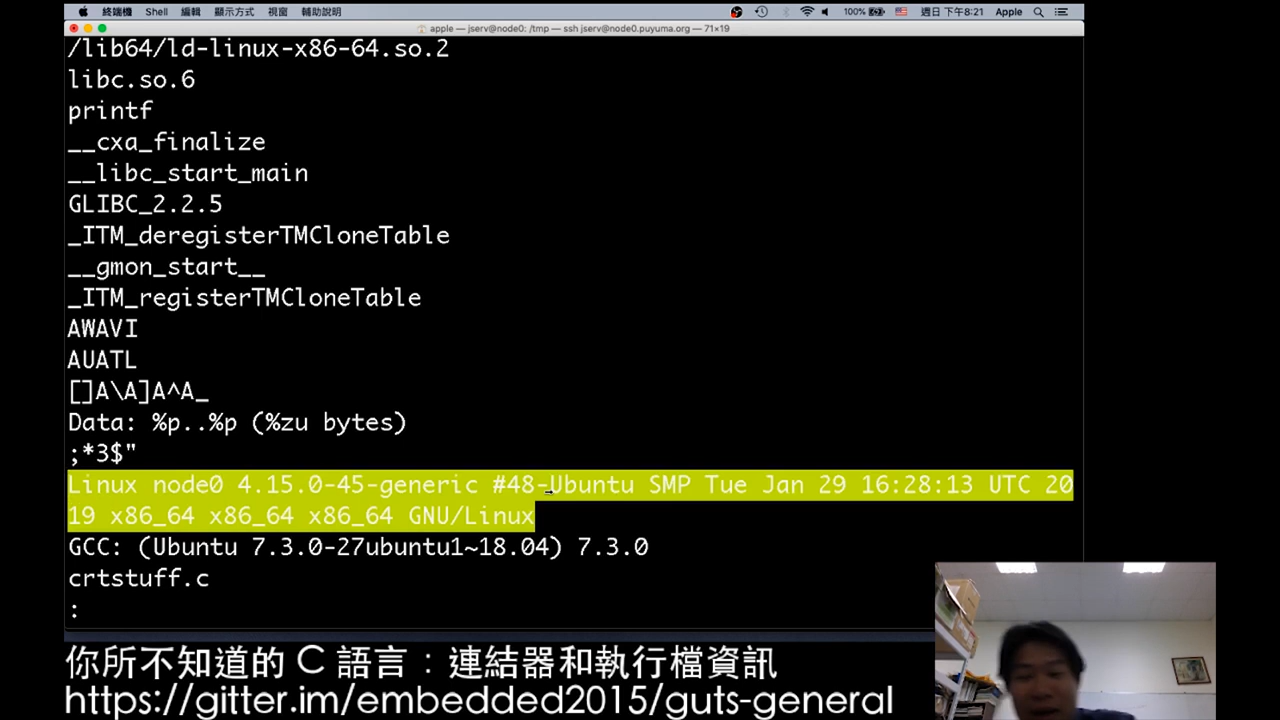 終端機 Shell 編輯 顯示方式 視窗 輔助說明 100% 週日 下午8:21 Apple
apple — jserv@node0: /tmp — ssh jserv@node0.puyuma.org — 71×19
/lib64/ld-linux-x86-64.so.2
libc.so.6
printf
__cxa_finalize
__libc_start_main
GLIBC_2.2.5
_ITM_deregisterTMCloneTable
__gmon_start__
_ITM_registerTMCloneTable
AWAVI
AUATL
[]A\A]A^A_
Data: %p..%p (%zu bytes)
;*3$"
Linux node0 4.15.0-45-generic #48-Ubuntu SMP Tue Jan 29 16:28:13 UTC 20
19 x86_64 x86_64 x86_64 GNU/Linux
GCC: (Ubuntu 7.3.0-27ubuntu1~18.04) 7.3.0
crtstuff.c
:
你所不知道的 C 語言：連結器和執行檔資訊
https://gitter.im/embedded2015/guts-general